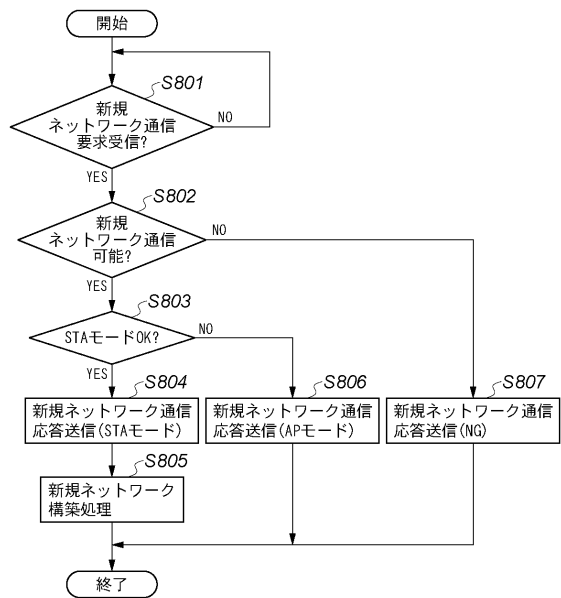 開始
S801
新規
ネットワーク通信
要求受信?
NO
YES
S802
新規
ネットワーク通信
可能?
NO
YES
S803
STAモードOK?
NO
YES
S804
新規ネットワーク通信
応答送信(STAモード)
S806
新規ネットワーク通信
応答送信(APモード)
S807
新規ネットワーク通信
応答送信(NG)
S805
新規ネットワーク
構築処理
終了